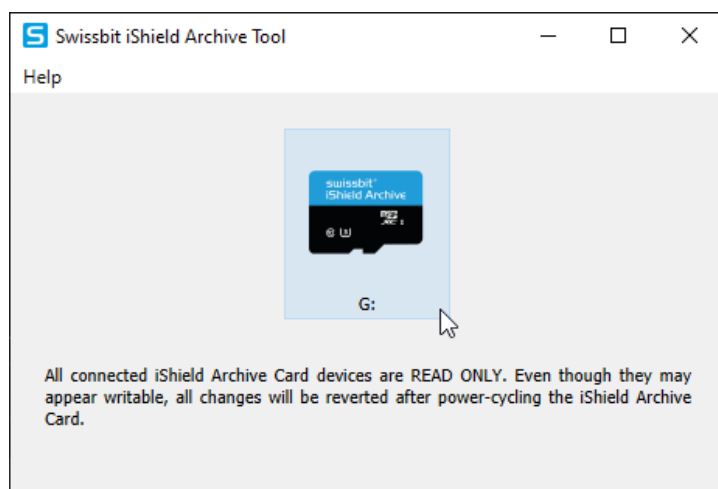 Swissbit iShield Archive Tool
Help
swissbit
iShield Archive
G:
All connected iShield Archive Card devices are READ ONLY. Even though they may
appear writable, all changes will be reverted after power-cycling the iShield Archive
Card.